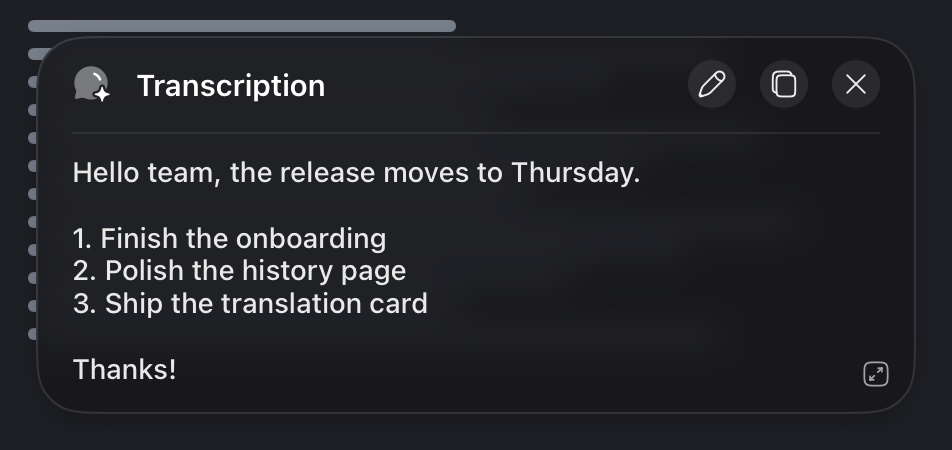 Transcription
Hello team, the release moves to Thursday.
1. Finish the onboarding
2. Polish the history page
3. Ship the translation card
Thanks!